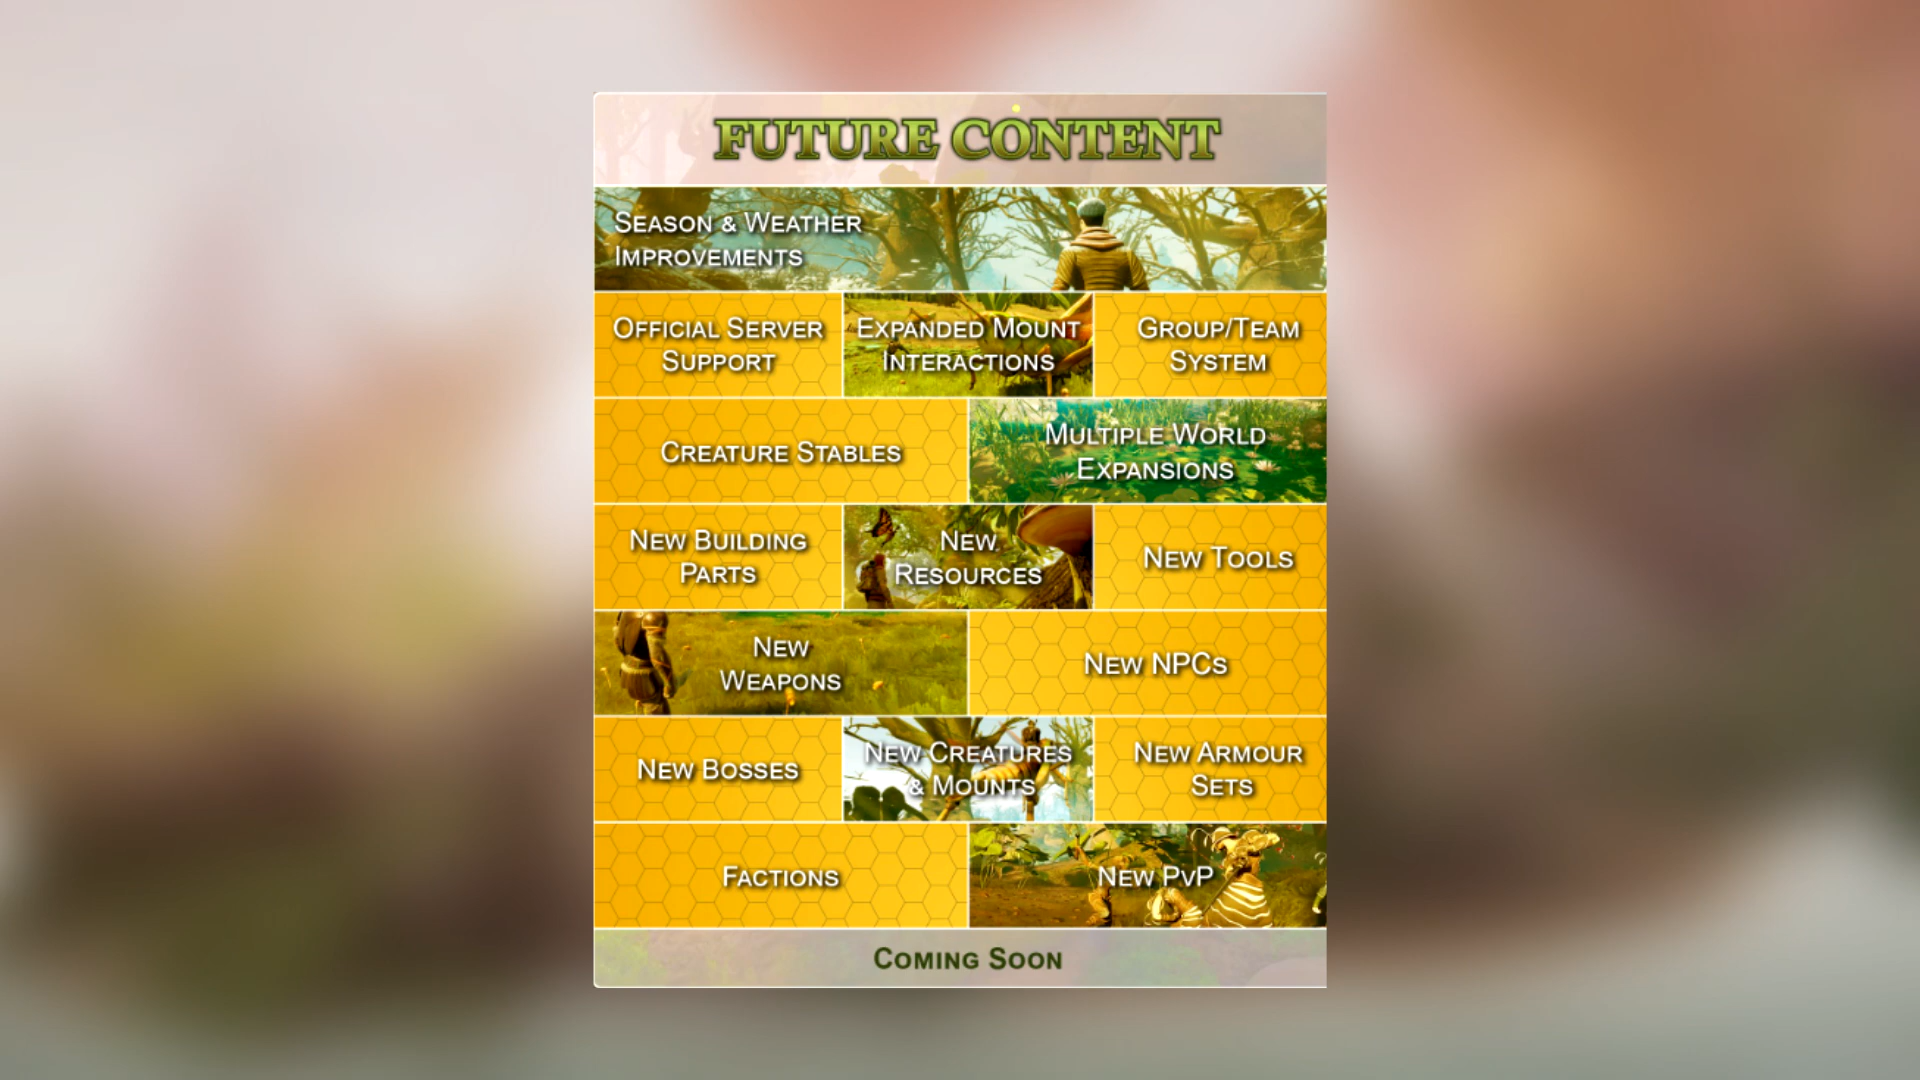 FUTURE CONTENT
SEASON & WEATHER
IMPROVEMENTS
OFFICIAL SERVER
SUPPORT
EXPANDED MOUNT
INTERACTIONS
GROUP/TEAM
SYSTEM
CREATURE STABLES
MULTIPLE WORLD
EXPANSIONS
NEW BUILDING
PARTS
NEW
RESOURCES
NEW TOOLS
NEW
WEAPONS
NEW NPCS
NEW BOSSES
NEW CREATURES
& MOUNTS
NEW ARMOUR
SETS
FACTIONS
NEW PVP
COMING SOON